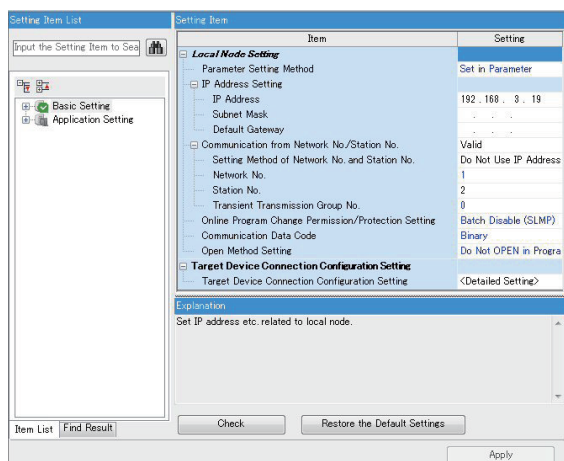 Setting Item List
Input the Setting Item to Sea
Basic Setting
Application Setting
Item List
Find Result
Setting Item
Item Setting
Local Node Setting
Parameter Setting Method Set in Parameter
IP Address Setting
IP Address 192 . 168 . 3 . 19
Subnet Mask . . .
Default Gateway . . .
Communication from Network No./Station No. Valid
Setting Method of Network No. and Station No. Do Not Use IP Address
Network No. 1
Station No. 2
Transient Transmission Group No. 0
Online Program Change Permission/Protection Setting Batch Disable (SLMP)
Communication Data Code Binary
Open Method Setting Do Not OPEN in Progra
Target Device Connection Configuration Setting
Target Device Connection Configuration Setting <Detailed Setting>
Explanation
Set IP address etc. related to local node.
Check
Restore the Default Settings
Apply